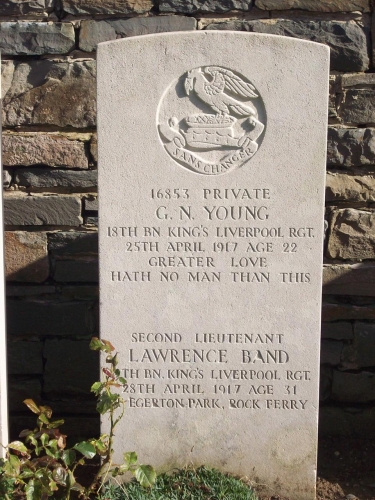 SANS CHANGER
16853 PRIVATE
G. N. YOUNG
18TH BN. KING'S LIVERPOOL RGT.
25TH APRIL 1917 AGE 22
GREATER LOVE
HATH NO MAN THAN THIS
SECOND LIEUTENANT
LAWRENCE BAND
TH BN. KING'S LIVERPOOL RGT.
28TH APRIL 1917 AGE 31
EGERTON PARK, ROCK FERRY